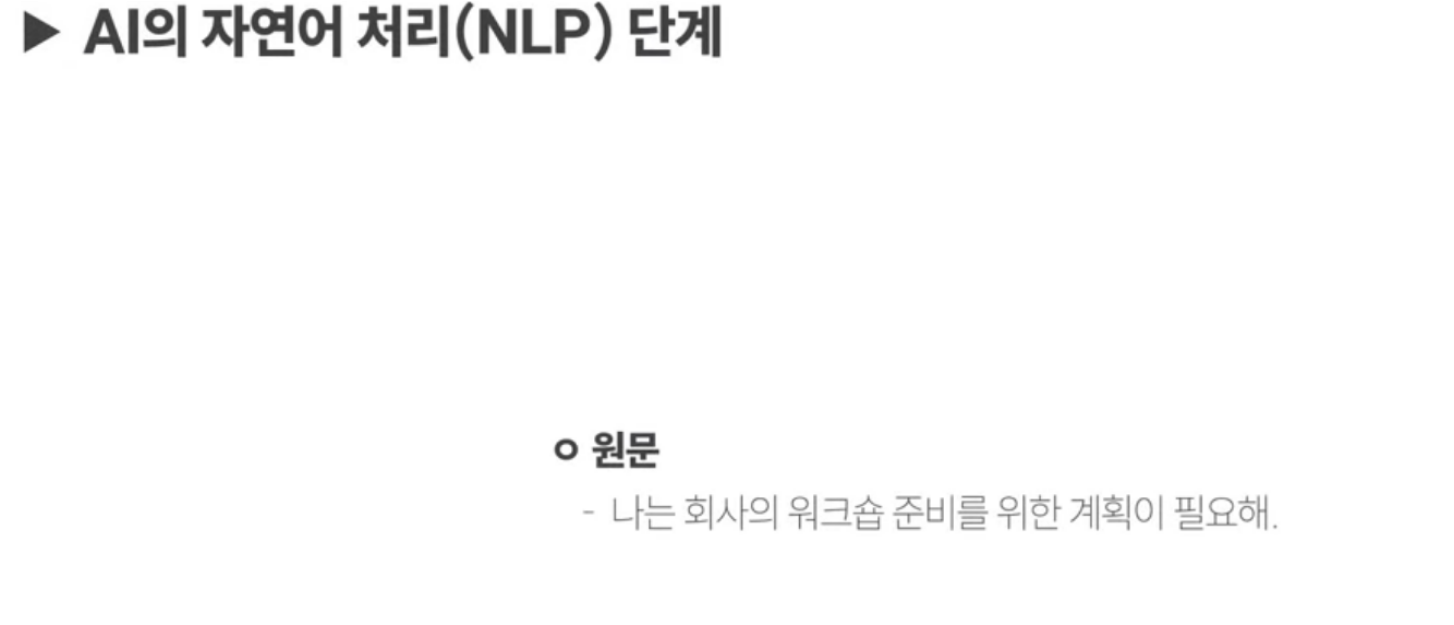 ▶ AI의 자연어 처리(NLP) 단계
ㅇ 원문
- 나는 회사의 워크숍 준비를 위한 계획이 필요해.